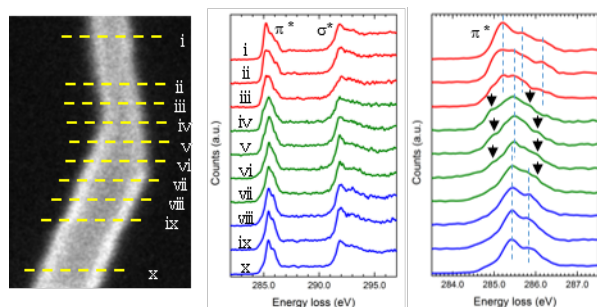 i
ii
iii
iv
v
vi
vii
viii
ix
x
π* σ*
i
ii
iii
iv
v
vi
vii
viii
ix
x
Counts (a.u.)
285.0 290.0 295.0
Energy loss (eV)
π*
Counts (a.u.)
284.0 285.0 286.0 287.0
Energy loss (eV)